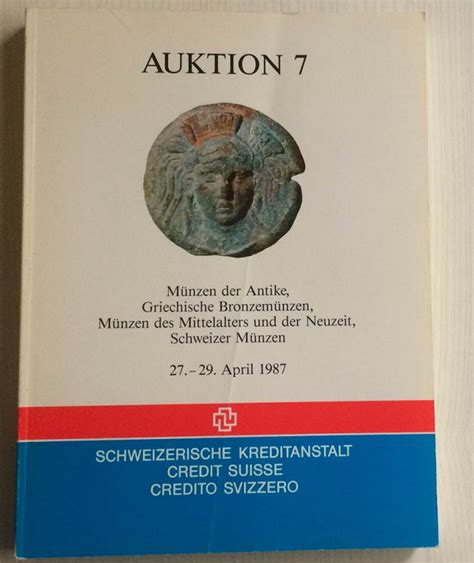 AUKTION 7
Münzen der Antike,
Griechische Bronzemünzen,
Münzen des Mittelalters und der Neuzeit,
Schweizer Münzen
27.–29. April 1987
SCHWEIZERISCHE KREDITANSTALT
CREDIT SUISSE
CREDITO SVIZZERO